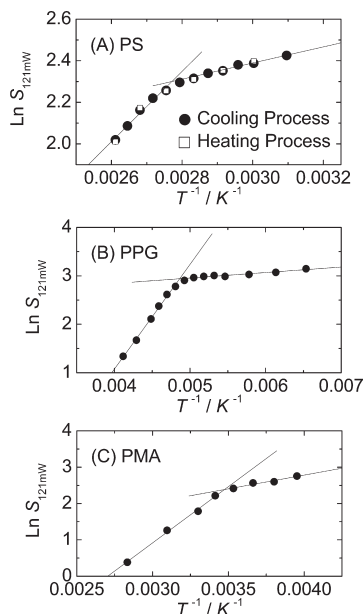 (A) PS
Ln S121mW
2.6
2.4
2.2
2.0
Cooling Process
Heating Process
0.0026 0.0028 0.0030 0.0032
T⁻¹ / K⁻¹
(B) PPG
Ln S121mW
4
3
2
1
0.004 0.005 0.006 0.007
T⁻¹ / K⁻¹
(C) PMA
Ln S121mW
4
3
2
1
0
0.0025 0.0030 0.0035 0.0040
T⁻¹ / K⁻¹